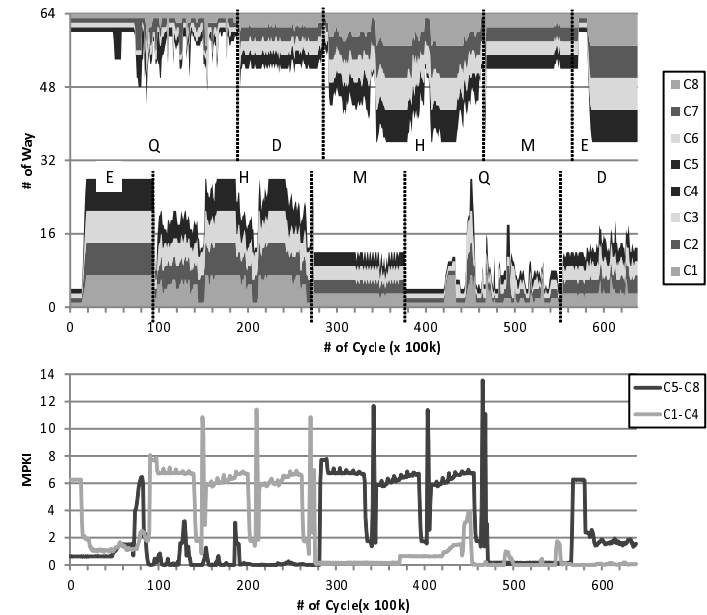 64
48
32
16
0
# of Way
Q
D
H
M
E
E
H
M
Q
D
0
100
200
300
400
500
600
# of Cycle (x 100k)
C8
C7
C6
C5
C4
C3
C2
C1
14
12
10
8
6
4
2
0
MPKI
C5-C8
C1-C4
0
100
200
300
400
500
600
# of Cycle(x 100k)